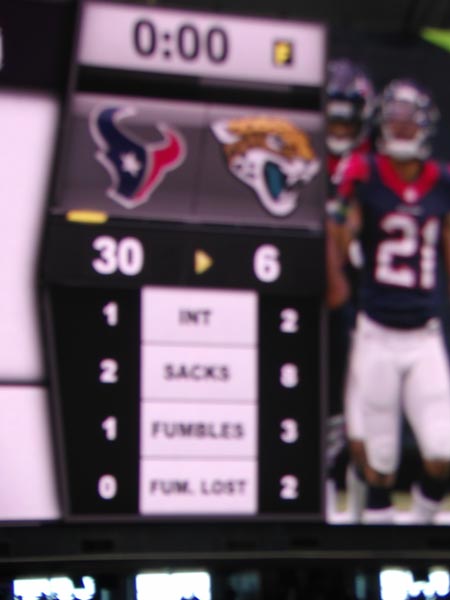 0:00 F
30 6
1 INT 2
2 SACKS 8
1 FUMBLES 3
0 FUM. LOST 2
21